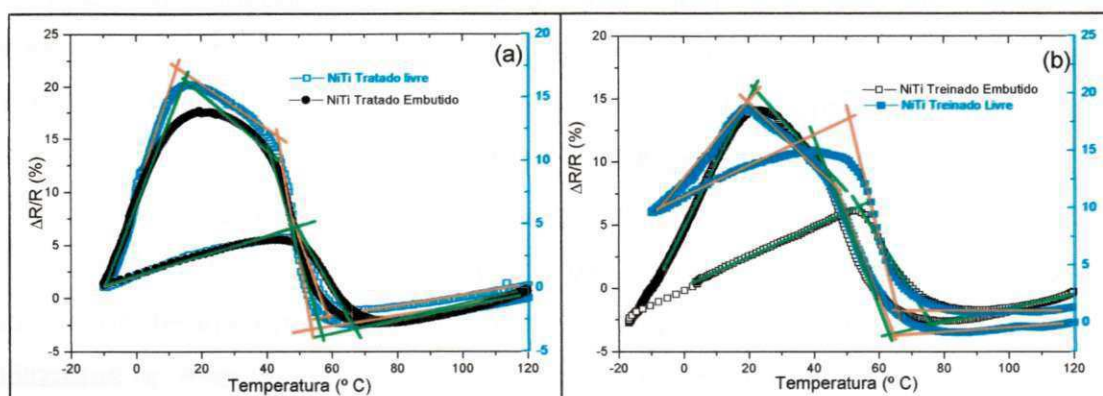 (a)
NiTi Tratado livre
NiTi Tratado Embutido
ΔR/R (%)
25
20
15
10
5
0
-5
20
15
10
5
0
-5
-20 0 20 40 60 80 100 120
Temperatura (º C)
(b)
NiTi Treinado Embutido
NiTi Treinado Livre
ΔR/R (%)
20
15
10
5
0
-5
25
20
15
10
5
0
-20 0 20 40 60 80 100 120
Temperatura (º C)